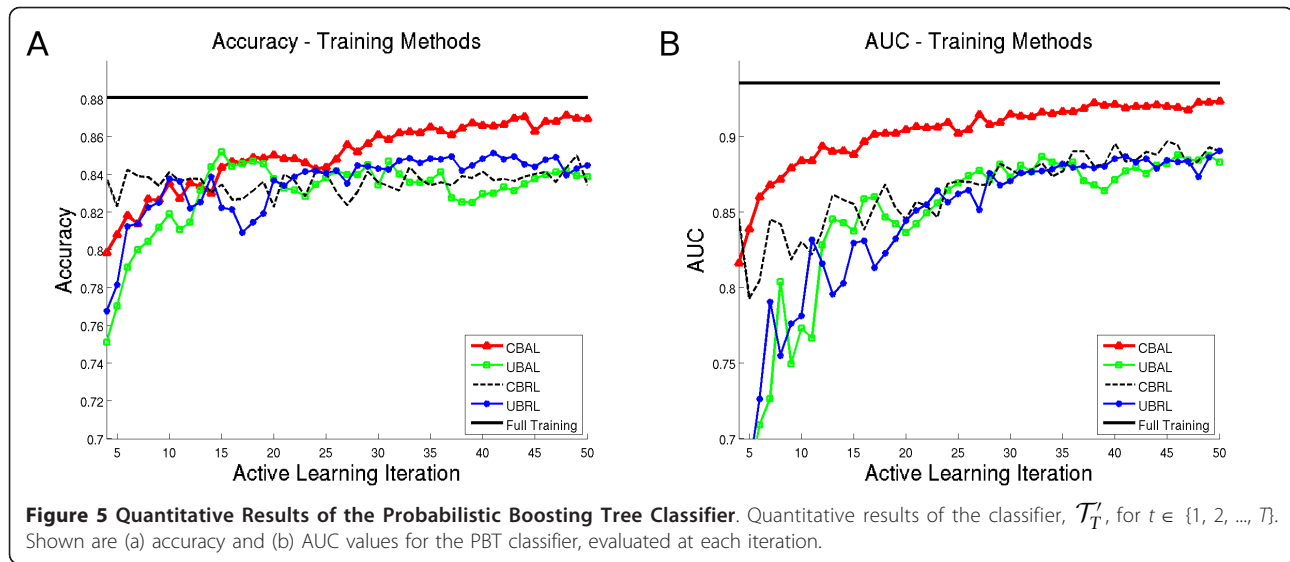 A
Accuracy - Training Methods
Accuracy
0.88
0.86
0.84
0.82
0.8
0.78
0.76
0.74
0.72
0.7
CBAL
UBAL
CBRL
UBRL
Full Training
5 10 15 20 25 30 35 40 45 50
Active Learning Iteration
B
AUC - Training Methods
AUC
0.9
0.85
0.8
0.75
0.7
CBAL
UBAL
CBRL
UBRL
Full Training
5 10 15 20 25 30 35 40 45 50
Active Learning Iteration
Figure 5 Quantitative Results of the Probabilistic Boosting Tree Classifier. Quantitative results of the classifier, 𝒯′_T, for t ∈ {1, 2, ..., T}.
Shown are (a) accuracy and (b) AUC values for the PBT classifier, evaluated at each iteration.